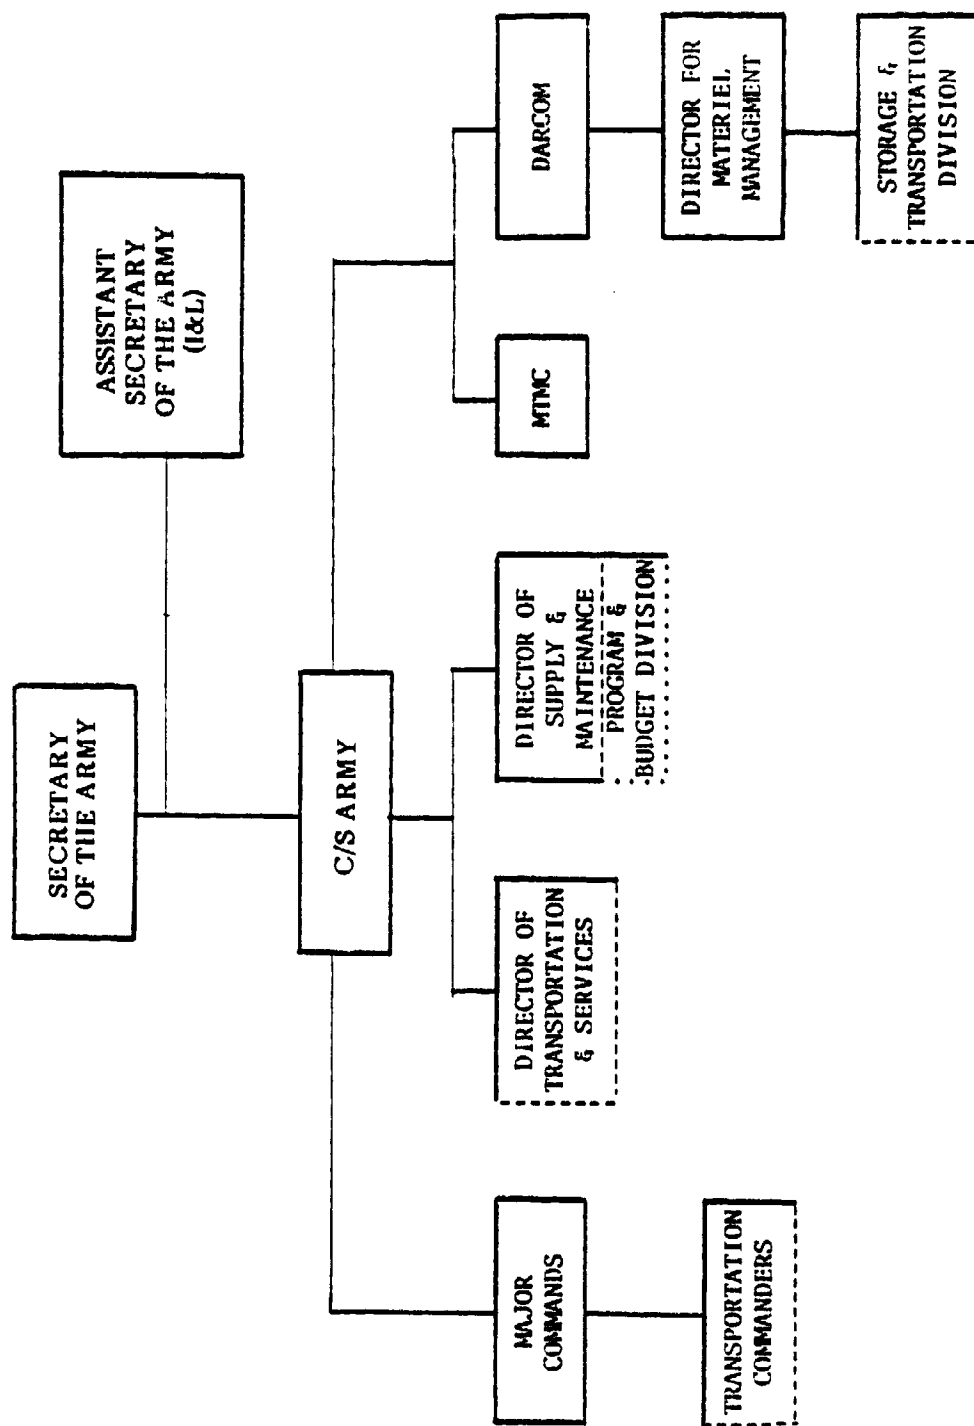 SECRETARY
OF THE ARMY
ASSISTANT
SECRETARY
OF THE ARMY
(I&L)
C/S ARMY
MAJOR
COMMANDS
DIRECTOR OF
TRANSPORTATION
& SERVICES
DIRECTOR OF
SUPPLY &
MAINTENANCE
PROGRAM &
BUDGET DIVISION
MTMC
DARCOM
TRANSPORTATION
COMMANDERS
DIRECTOR FOR
MATERIEL
MANAGEMENT
STORAGE &
TRANSPORTATION
DIVISION